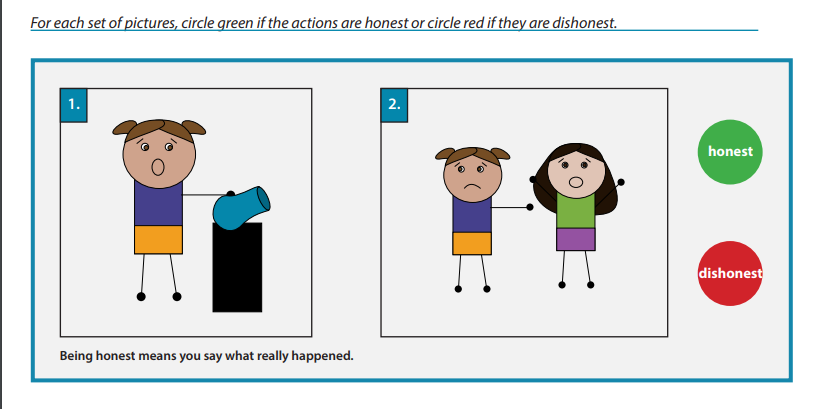 For each set of pictures, circle green if the actions are honest or circle red if they are dishonest.
1.
2.
honest
dishonest
Being honest means you say what really happened.